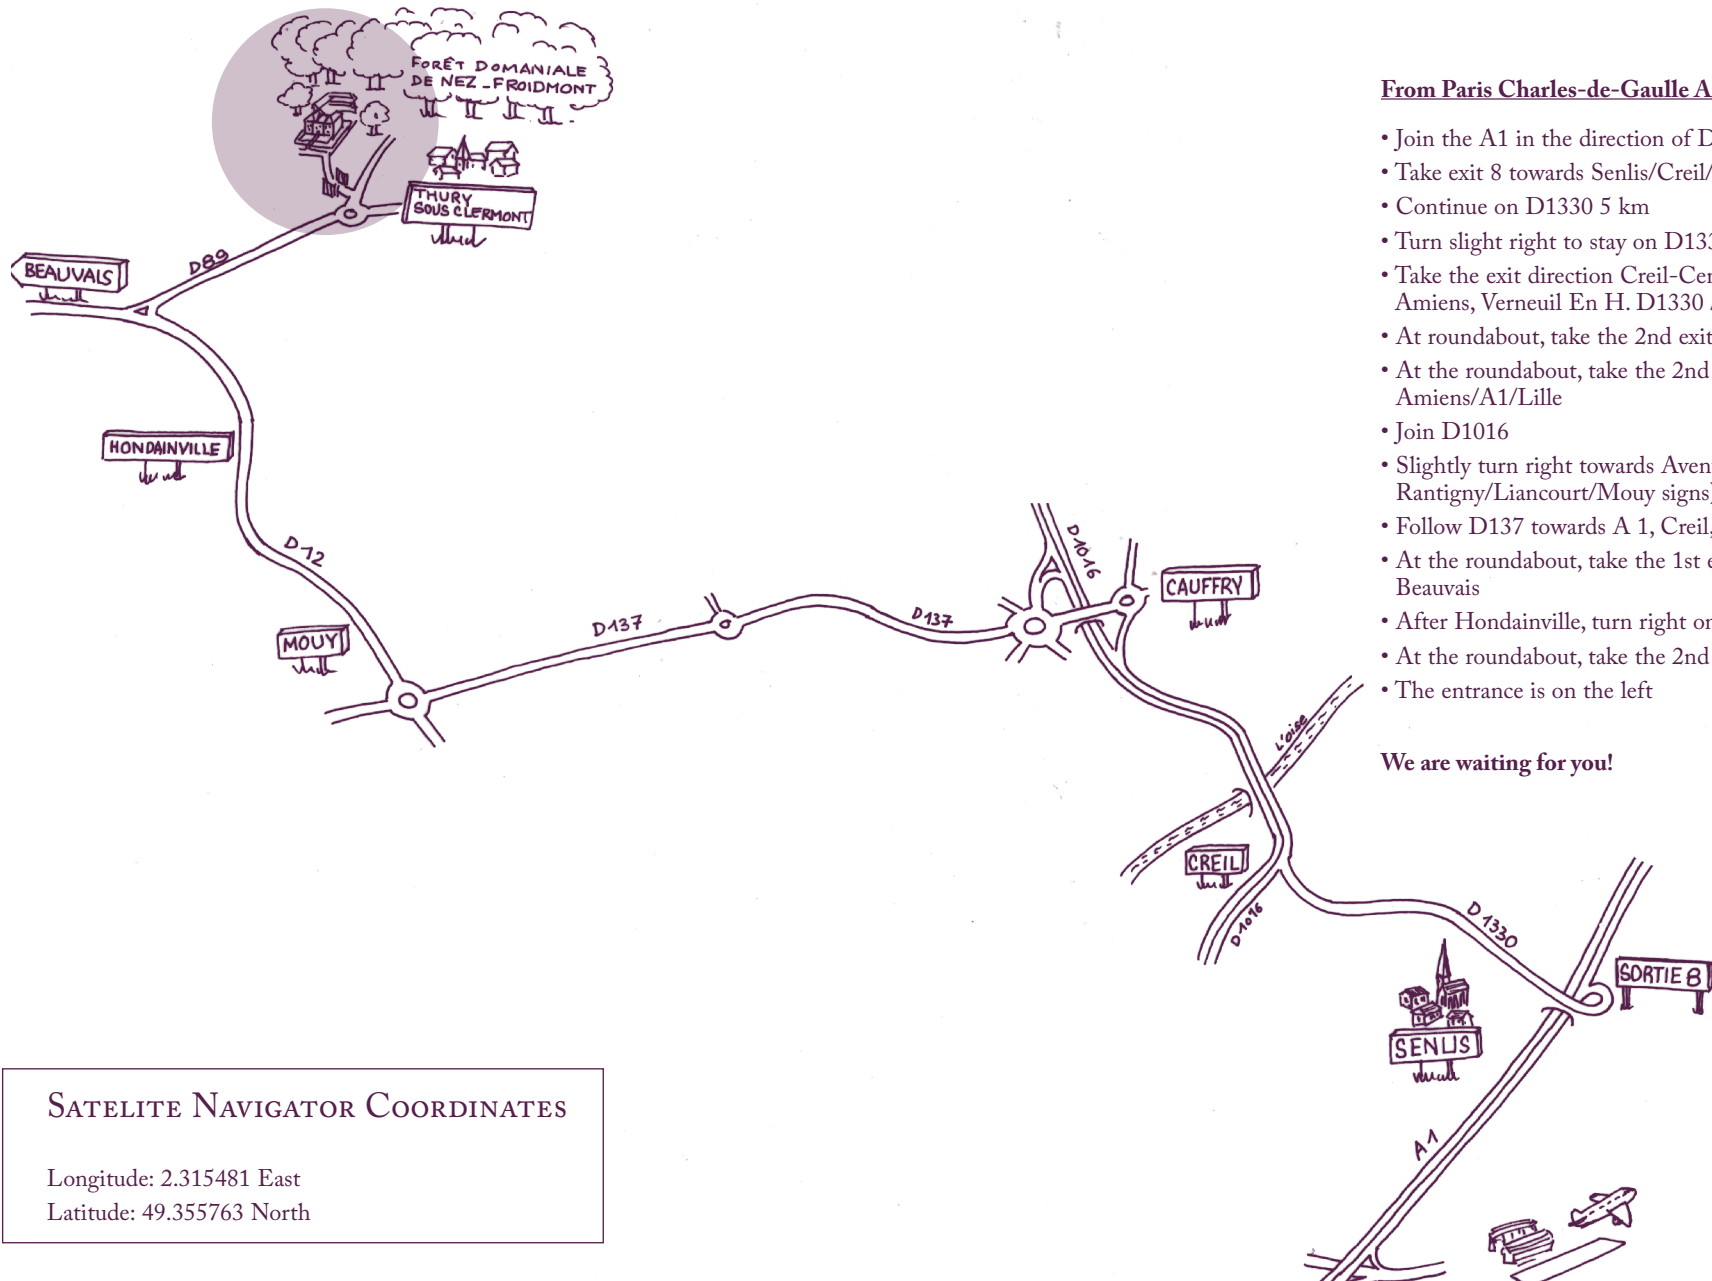 FORÊT DOMANIALE
DE NEZ-FROIDMONT
THURY
SOUS CLERMONT
D89
BEAUVAIS
HONDAINVILLE
D12
MOUY
D137
D137
D1016
CAUFFRY
L'OISE
CREIL
D1016
D1330
SORTIE 8
SENLIS
A1
From Paris Charles-de-Gaulle A
• Join the A1 in the direction of D
• Take exit 8 towards Senlis/Creil/
• Continue on D1330 5 km
• Turn slight right to stay on D133
• Take the exit direction Creil-Cen
Amiens, Verneuil En H. D1330
• At roundabout, take the 2nd exit
• At the roundabout, take the 2nd
Amiens/A1/Lille
• Join D1016
• Slightly turn right towards Aven
Rantigny/Liancourt/Mouy signs)
• Follow D137 towards A 1, Creil,
• At the roundabout, take the 1st e
Beauvais
• After Hondainville, turn right on
• At the roundabout, take the 2nd
• The entrance is on the left
We are waiting for you!
Satelite Navigator Coordinates
Longitude: 2.315481 East
Latitude: 49.355763 North